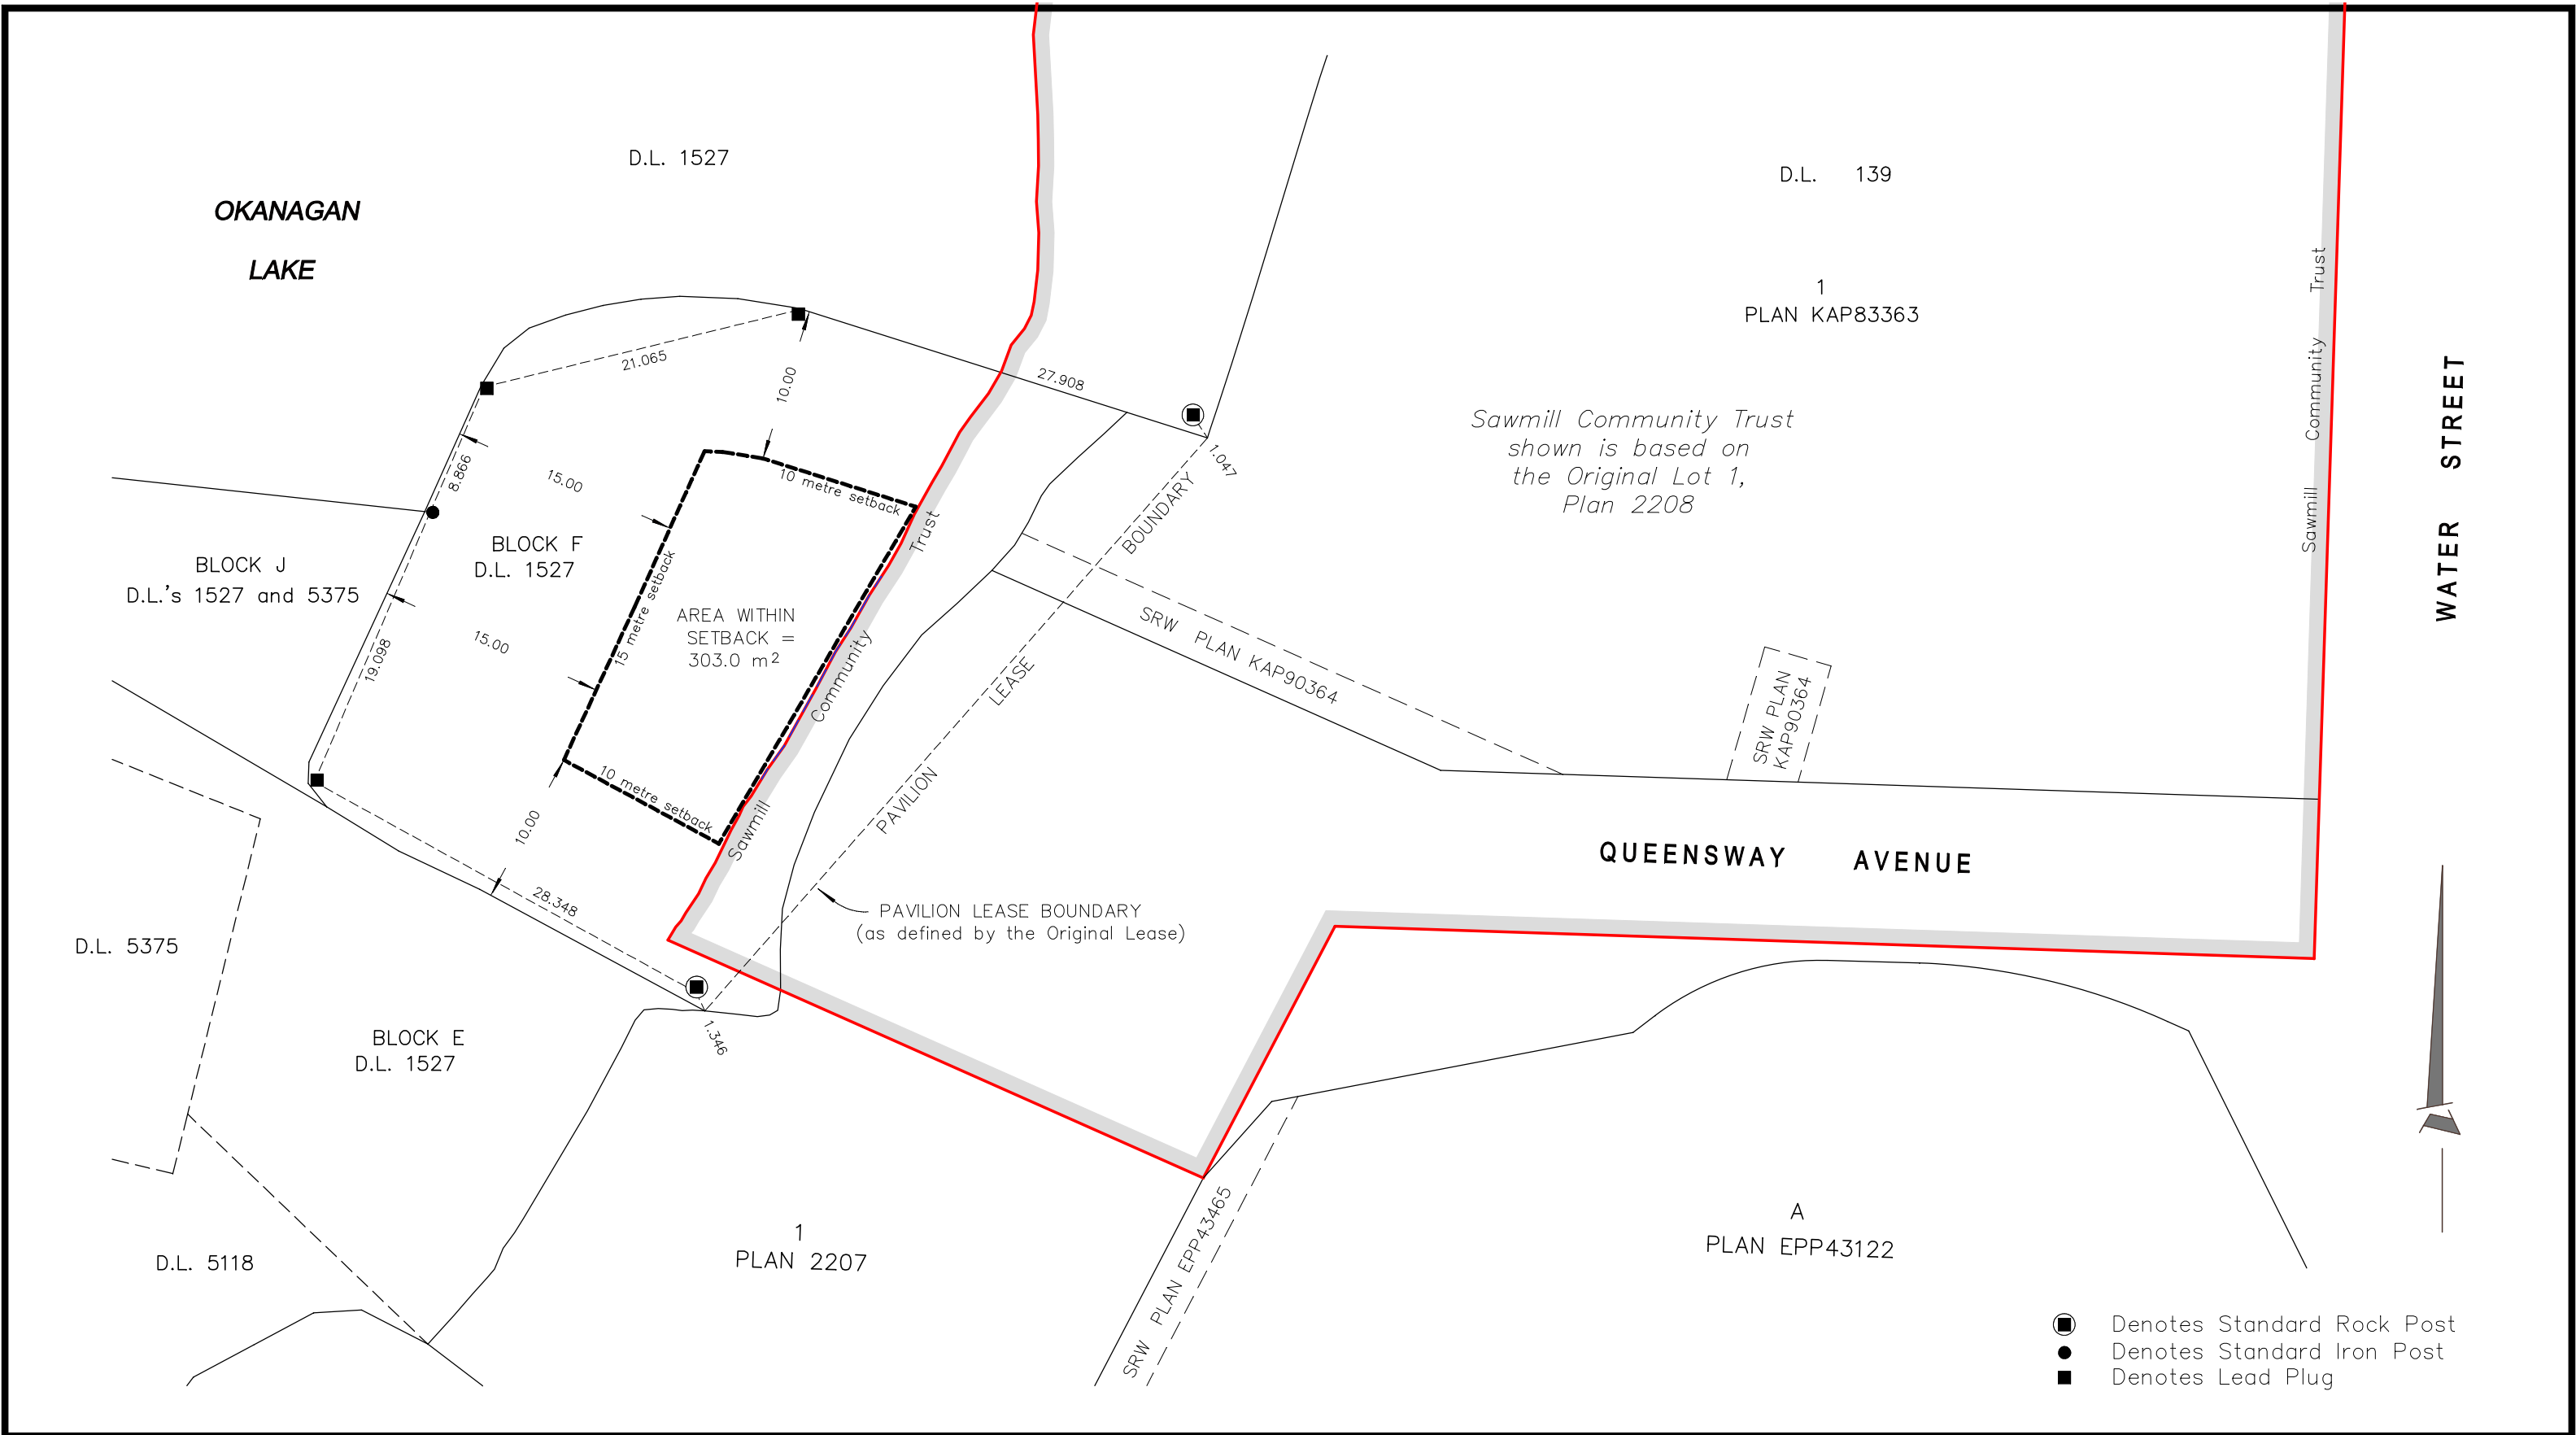 D.L. 1527
OKANAGAN
LAKE
D.L. 139
1
PLAN KAP83363
Sawmill Community Trust
shown is based on
the Original Lot 1,
Plan 2208
Sawmill Community Trust
WATER STREET
21.065
10.00
27.908
1.047
8.866
15.00
10 metre setback
15 metre setback
BLOCK F
D.L. 1527
BLOCK J
D.L.'s 1527 and 5375
AREA WITHIN
SETBACK =
303.0 m²
15.00
19.098
Sawmill Community Trust
PAVILION LEASE BOUNDARY
SRW PLAN KAP90364
SRW PLAN
KAP90364
10 metre setback
10.00
28.348
QUEENSWAY AVENUE
PAVILION LEASE BOUNDARY
(as defined by the Original Lease)
D.L. 5375
1.346
BLOCK E
D.L. 1527
D.L. 5118
1
PLAN 2207
SRW PLAN EPP43465
A
PLAN EPP43122
Denotes Standard Rock Post
Denotes Standard Iron Post
Denotes Lead Plug